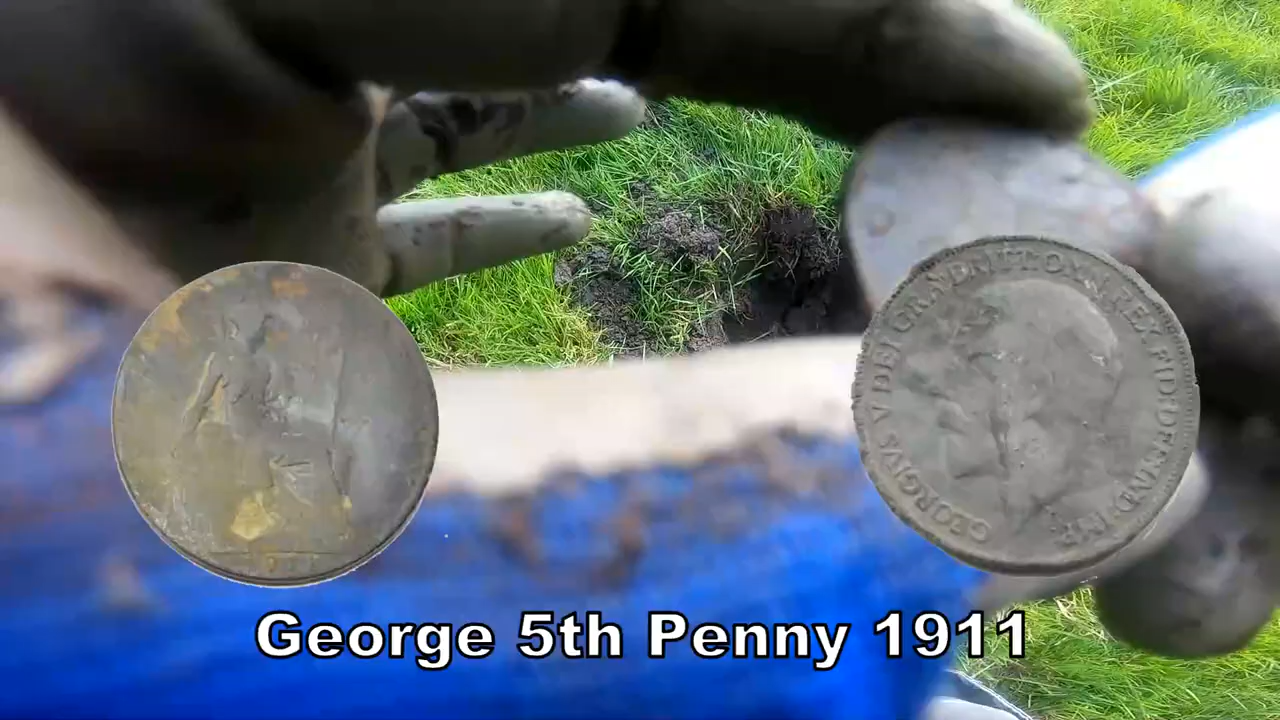 GEORGIVS V DEI GRA:BRITT:OMN:REX FID:DEF:IND:IMP:
George 5th Penny 1911